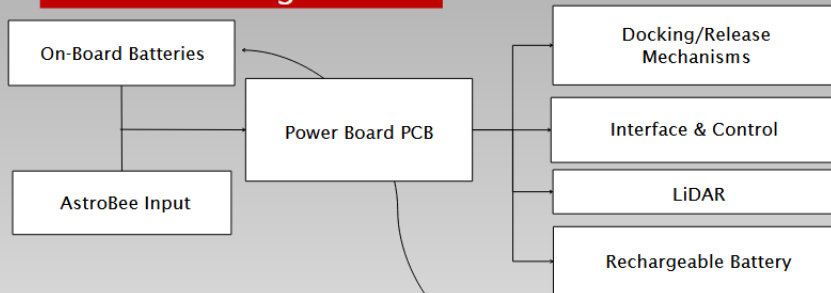 On-Board Batteries
AstroBee Input
Power Board PCB
Docking/Release
Mechanisms
Interface & Control
LiDAR
Rechargeable Battery